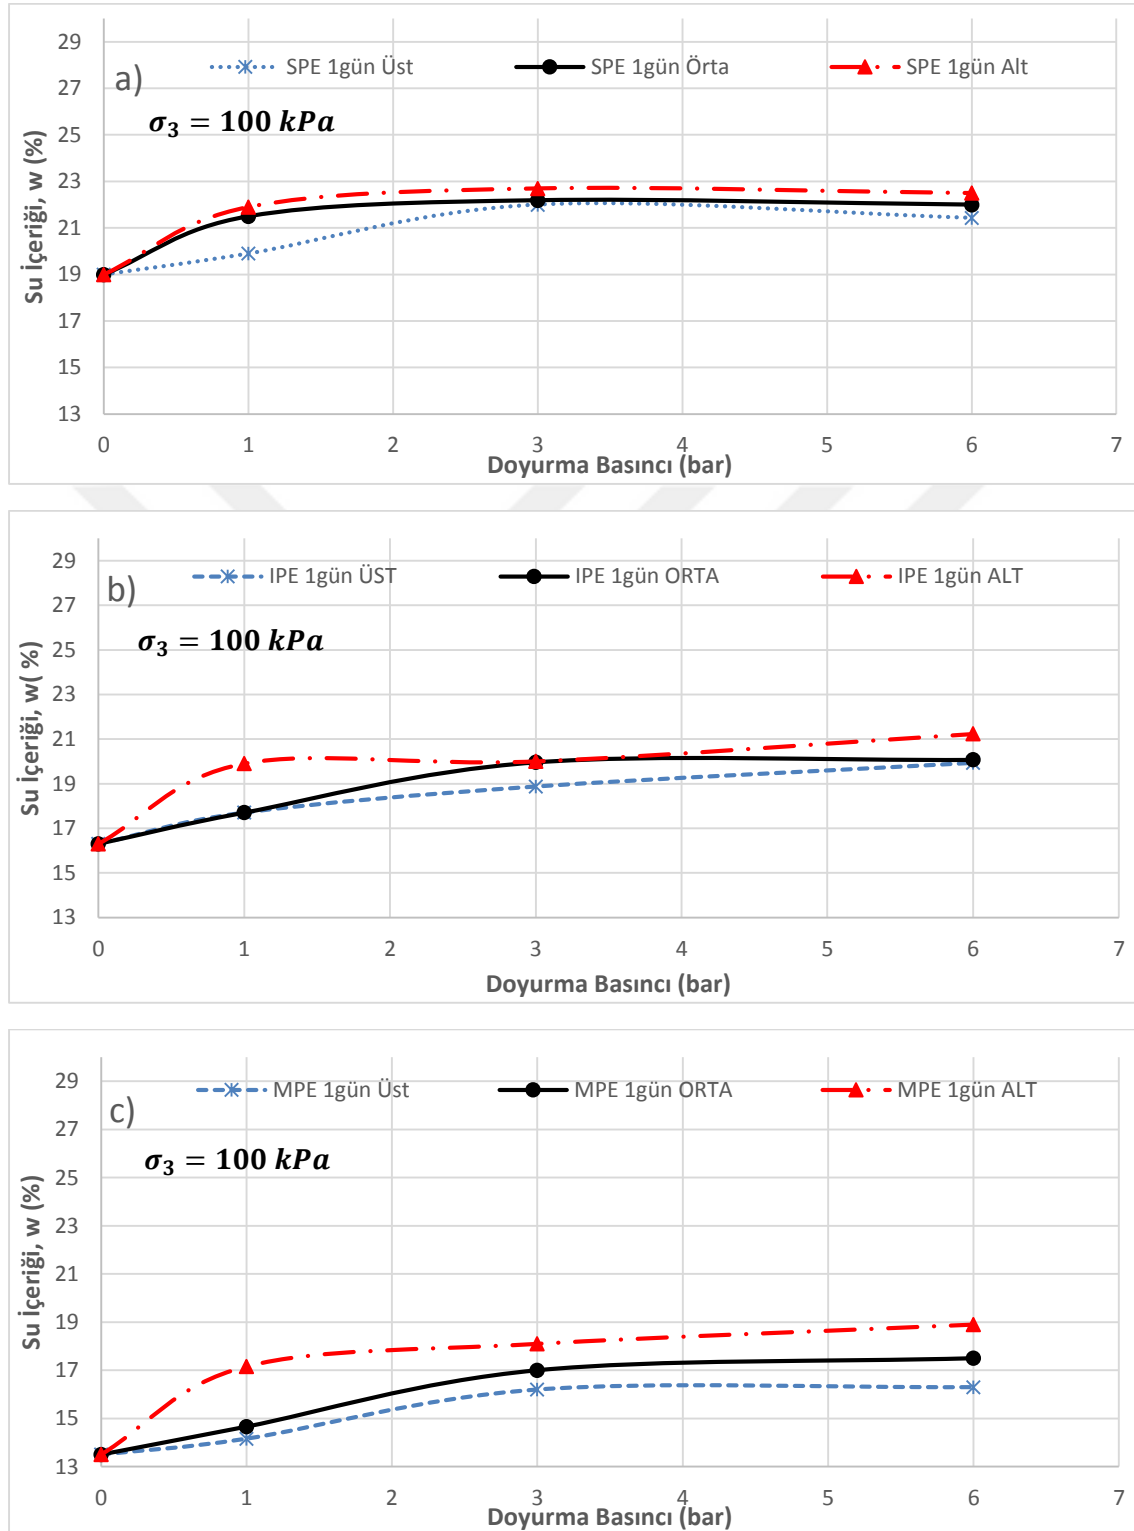 29
SPE 1gün Üst SPE 1gün Örta SPE 1gün Alt
a)
27
σ₃ = 100 kPa
25
23
21
19
17
15
13
Su İçeriği, w (%)
0 1 2 3 4 5 6 7
Doyurma Basıncı (bar)
29
IPE 1gün ÜST IPE 1gün ORTA IPE 1gün ALT
b)
27
σ₃ = 100 kPa
25
23
21
19
17
15
13
Su İçeriği, w( %)
0 1 2 3 4 5 6 7
Doyurma Basıncı (bar)
29
MPE 1gün Üst MPE 1gün ORTA MPE 1gün ALT
c)
27
σ₃ = 100 kPa
25
23
21
19
17
15
13
Su İçeriği, w (%)
0 1 2 3 4 5 6 7
Doyurma Basıncı (bar)